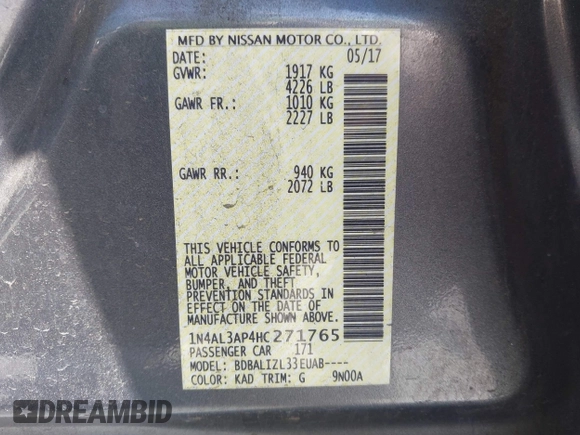 MFD BY NISSAN MOTOR CO., LTD.
DATE: 05/17
GVWR: 1917 KG
4226 LB
GAWR FR.: 1010 KG
2227 LB
GAWR RR.: 940 KG
2072 LB
THIS VEHICLE CONFORMS TO
ALL APPLICABLE FEDERAL
MOTOR VEHICLE SAFETY,
BUMPER, AND THEFT
PREVENTION STANDARDS
IN EFFECT ON THE DATE OF
MANUFACTURE SHOWN
ABOVE.
1N4AL3AP4HC271765
PASSENGER CAR 171
MODEL: BDBALIZL33EUAB----
COLOR: KAD TRIM: G 9N00A
DREAMBID